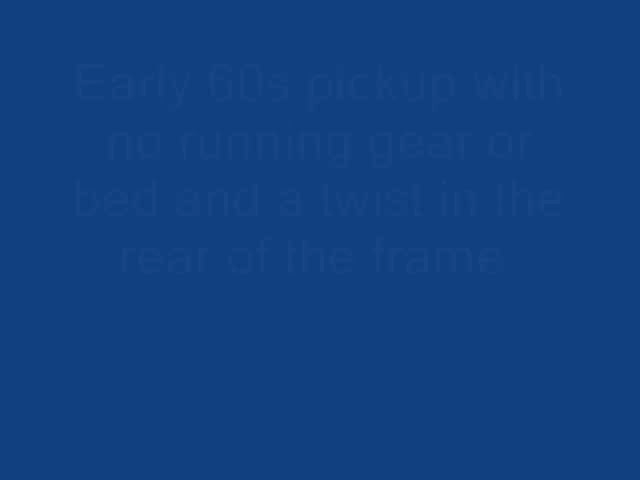 Early 60s pickup with
no running gear or
bed and a twist in the
rear of the frame